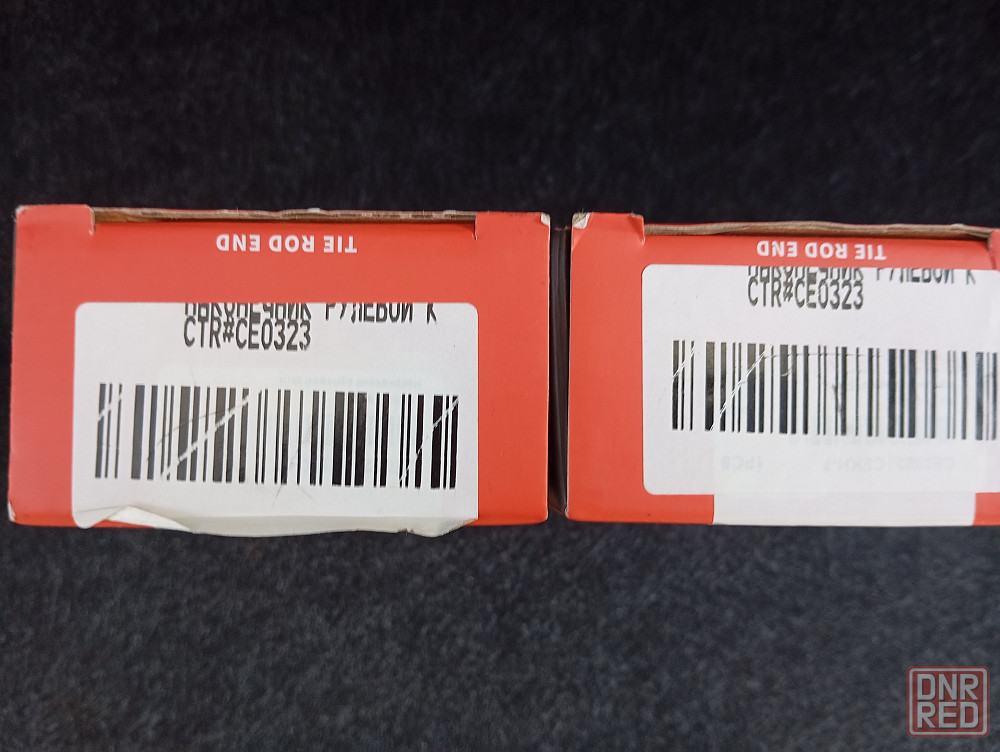 TIE ROD END
НАКОНЕЧНИК РУЛЕВОЙ К
CTR#CE0323
TIE ROD END
НАКОНЕЧНИК РУЛЕВОЙ К
CTR#CE0323
DNR
RED